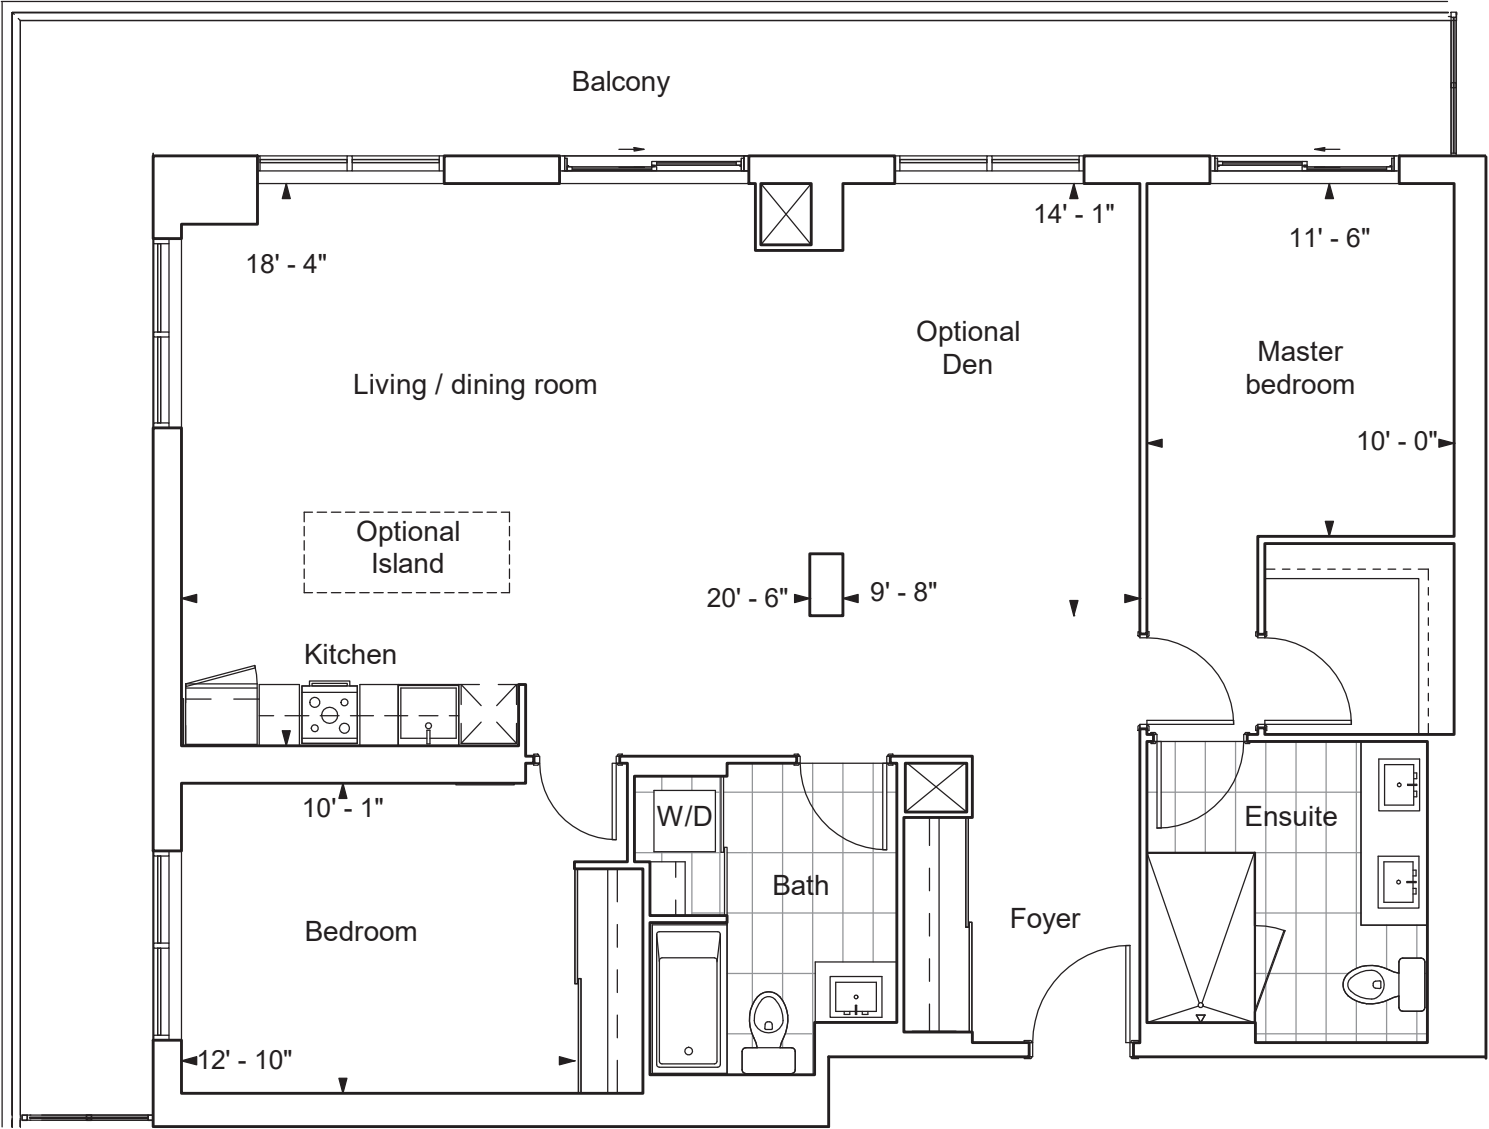 Balcony
14' - 1"
11' - 6"
18' - 4"
Optional
Den
Master
bedroom
Living / dining room
10' - 0"
Optional
Island
20' - 6"
9' - 8"
Kitchen
10' - 1"
W/D
Ensuite
Bath
Foyer
Bedroom
12' - 10"